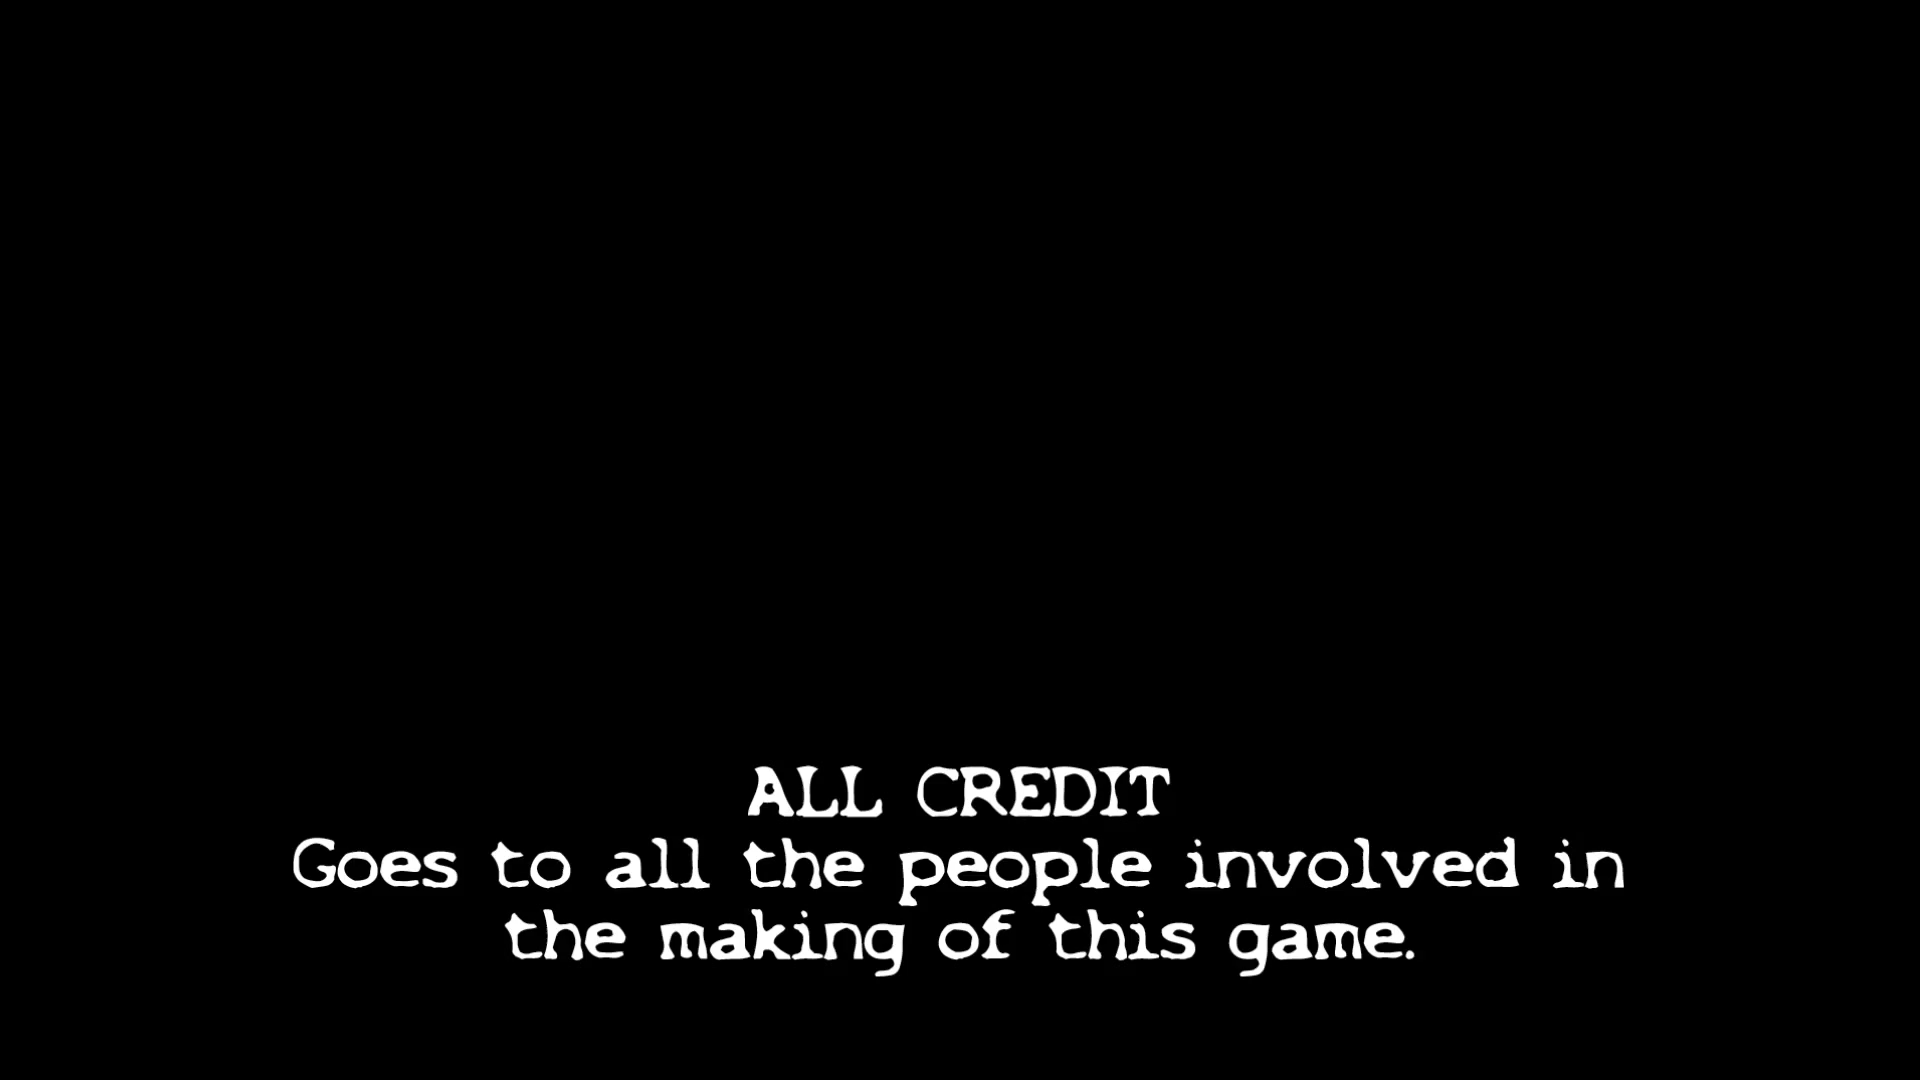 ALL CREDIT
Goes to all the people involved in
the making of this game.